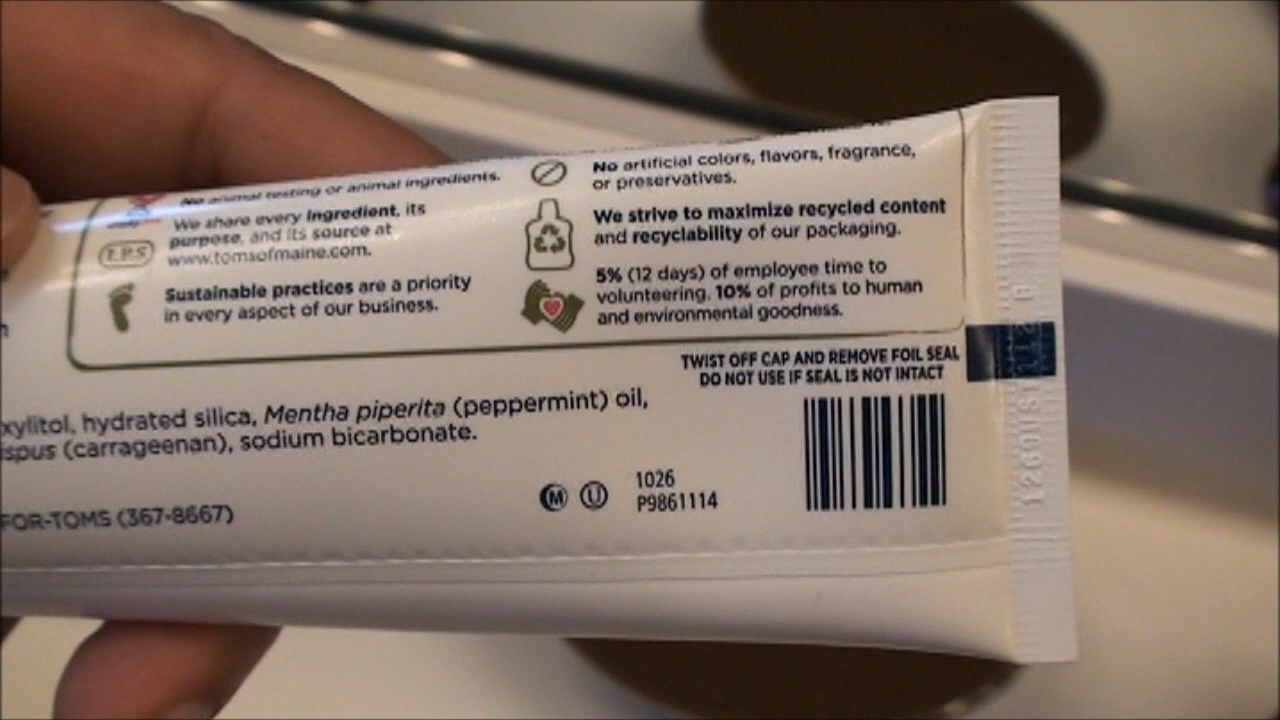 No animal testing or animal ingredients.
We share every ingredient, its
purpose, and its source at
www.tomsofmaine.com.
I.P.S
Sustainable practices are a priority
in every aspect of our business.
No artificial colors, flavors, fragrance,
or preservatives.
We strive to maximize recycled content
and recyclability of our packaging.
5% (12 days) of employee time to
volunteering. 10% of profits to human
and environmental goodness.
TWIST OFF CAP AND REMOVE FOIL SEAL
DO NOT USE IF SEAL IS NOT INTACT
xylitol, hydrated silica, Mentha piperita (peppermint) oil,
ispus (carrageenan), sodium bicarbonate.
M U 1026
P9861114
FOR-TOMS (367-8667)